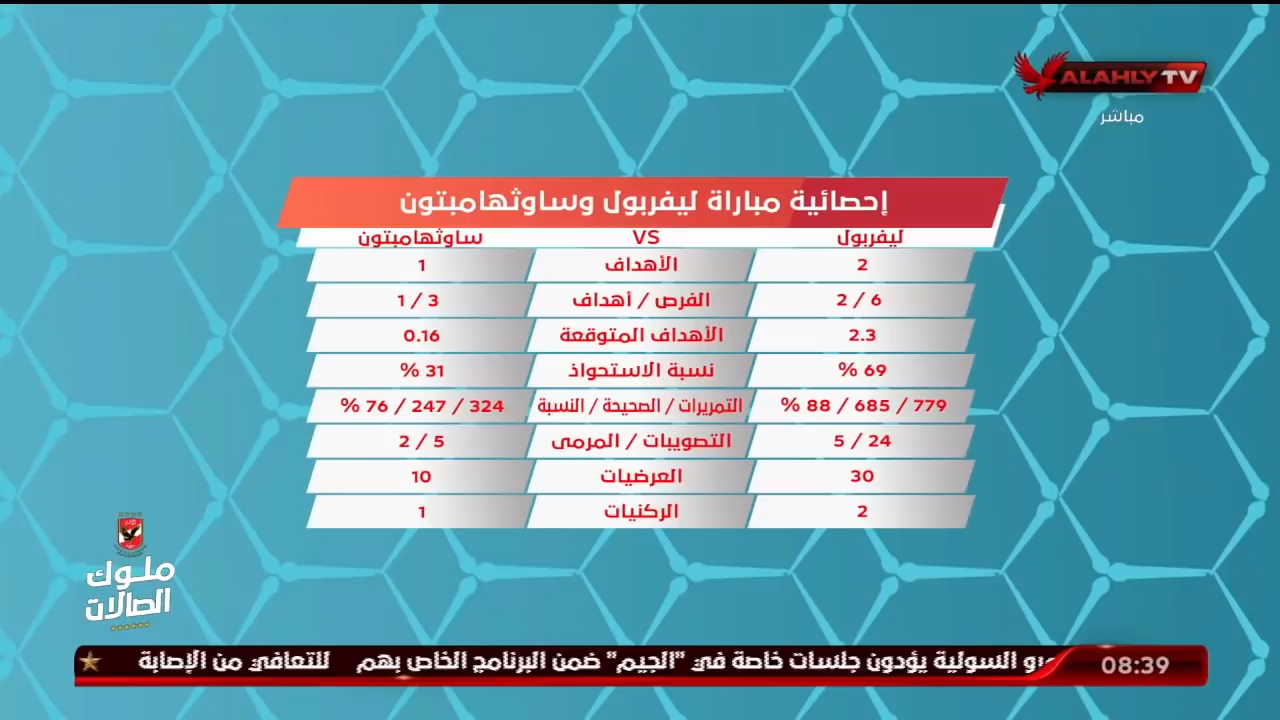 ALAHLY TV
مباشر
إحصائية مباراة ليفربول وساوثهامبتون
ليفربول VS ساوثهامبتون
2 الأهداف 1
2 / 6 الفرص / أهداف 1 / 3
2.3 الأهداف المتوقعة 0.16
% 69 نسبة الاستحواذ % 31
% 88 / 685 / 779 التمريرات / الصحيحة / النسبة % 76 / 247 / 324
5 / 24 التصويبات / المرمى 2 / 5
30 العرضيات 10
2 الركنيات 1
ملوك
الصالات
08:39 السولية يؤدون جلسات خاصة في "الجيم" ضمن البرنامج الخاص بهم للتعافي من الإصابة